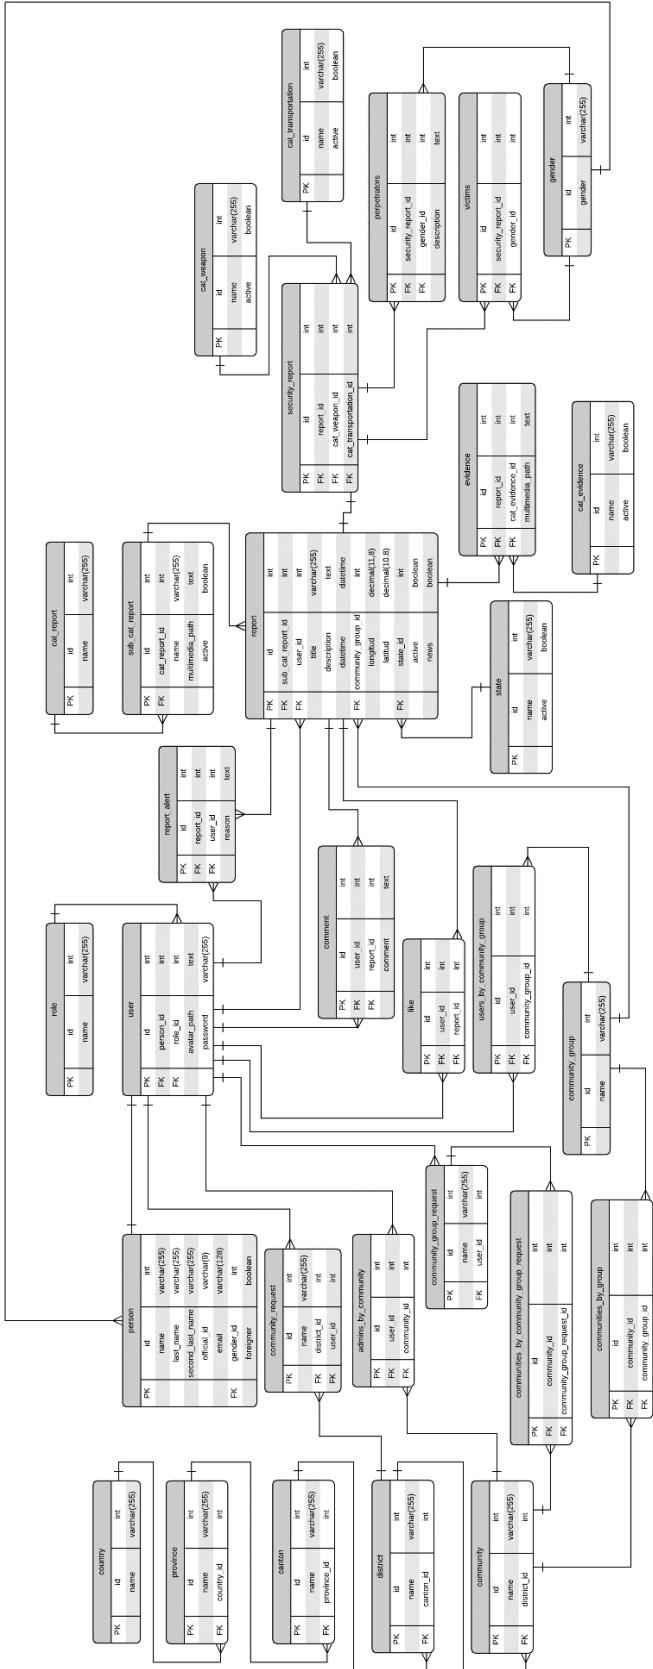 country
PK id int
name varchar(255)
province
PK id int
name varchar(255)
FK country_id int
canton
PK id int
name varchar(255)
FK province_id int
district
PK id int
name varchar(255)
FK canton_id int
community
PK id int
name varchar(255)
FK district_id int
person
PK id int
name varchar(255)
last_name varchar(255)
second_last_name varchar(255)
official_id varchar(9)
email varchar(128)
FK gender_id int
foreigner boolean
community_request
PK id int
name varchar(255)
FK district_id int
FK user_id int
admins_by_community
PK id int
FK user_id int
FK community_id int
community_group_request
PK id int
name varchar(255)
FK user_id int
communities_by_community_group_request
PK id int
FK community_id int
FK community_group_request_id int
communities_by_group
PK id int
FK community_id int
FK community_group_id int
role
PK id int
name varchar(255)
user
PK id int
FK person_id int
FK role_id int
avatar_path text
password varchar(255)
report_alert
PK id int
FK report_id int
FK user_id int
reason text
comment
PK id int
FK user_id int
FK report_id int
comment text
like
PK id int
FK user_id int
FK report_id int
users_by_community_group
PK id int
FK user_id int
FK community_group_id int
community_group
PK id int
name varchar(255)
cat_report
PK id int
name varchar(255)
sub_cat_report
PK id int
FK cat_report_id int
name varchar(255)
multimedia_path text
active boolean
report
PK id int
FK sub_cat_report_id int
FK user_id int
title varchar(255)
description text
datetime datetime
FK community_group_id int
longitud decimal(11,8)
latitud decimal(10.8)
FK state_id int
active boolean
news boolean
state
PK id int
name varchar(255)
active boolean
evidence
PK id int
FK report_id int
FK cat_evidence_id int
multimedia_path text
cat_evidence
PK id int
name varchar(255)
active boolean
cat_weapon
PK id int
name varchar(255)
active boolean
security_report
PK id int
FK report_id int
FK cat_weapon_id int
FK cat_transportation_id int
cat_transportation
PK id int
name varchar(255)
active boolean
perpetrators
PK id int
FK security_report_id int
FK gender_id int
description text
victims
PK id int
FK security_report_id int
FK gender_id int
gender
PK id int
gender varchar(255)